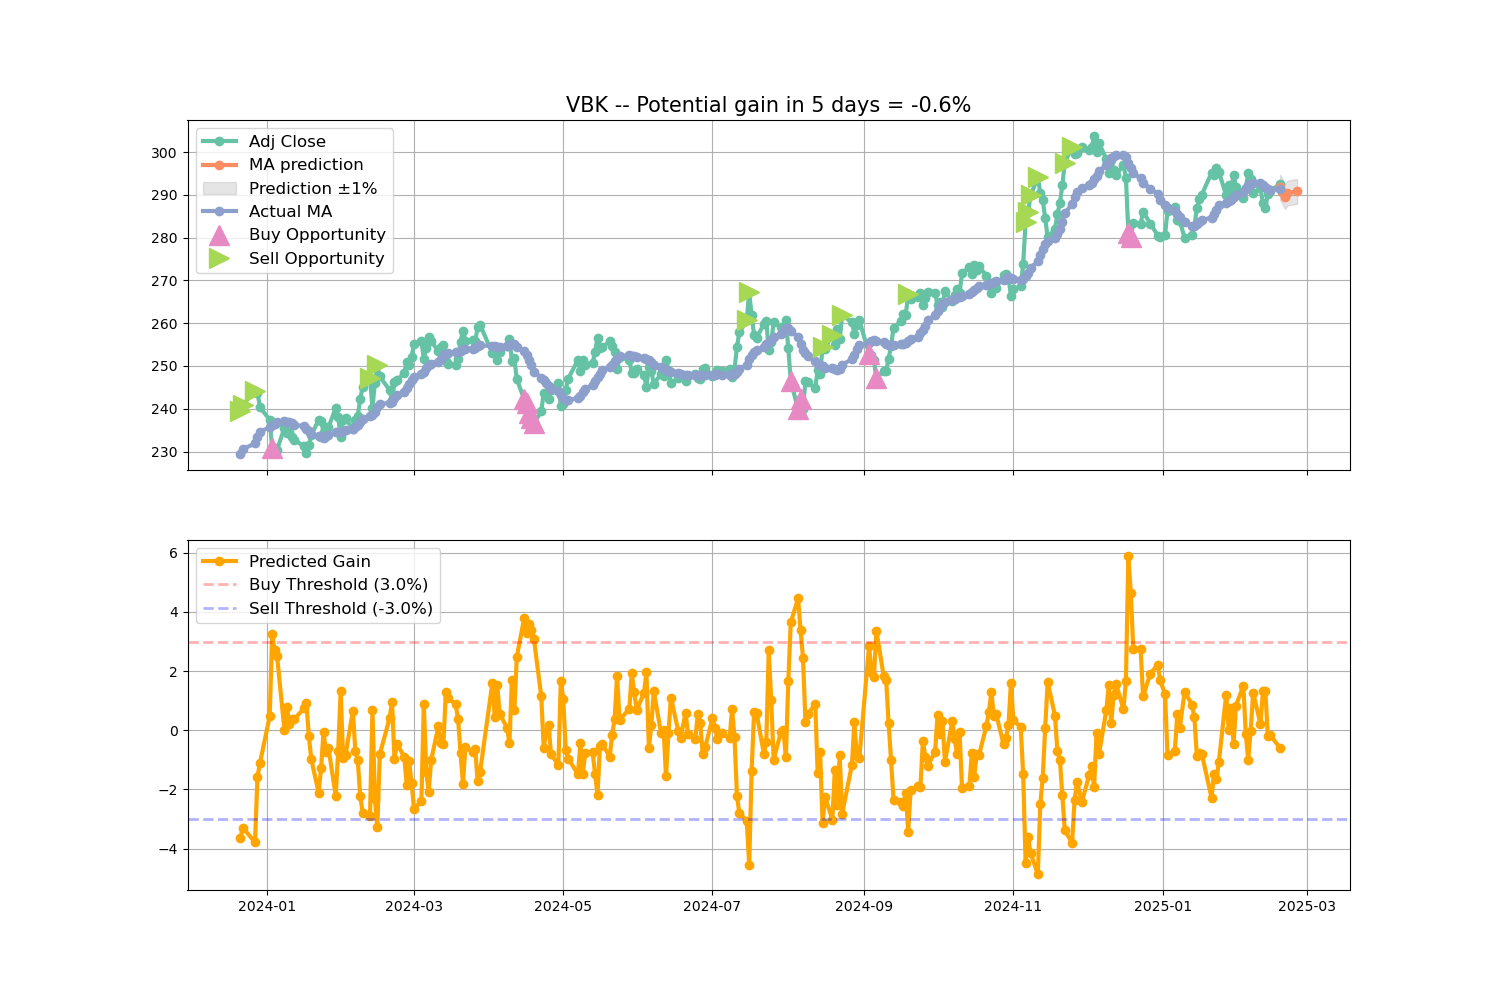 VBK -- Potential gain in 5 days = -0.6%
Adj Close
MA prediction
Prediction ±1%
Actual MA
Buy Opportunity
Sell Opportunity
300
290
280
270
260
250
240
230
Predicted Gain
Buy Threshold (3.0%)
Sell Threshold (-3.0%)
6
4
2
0
−2
−4
2024-01
2024-03
2024-05
2024-07
2024-09
2024-11
2025-01
2025-03